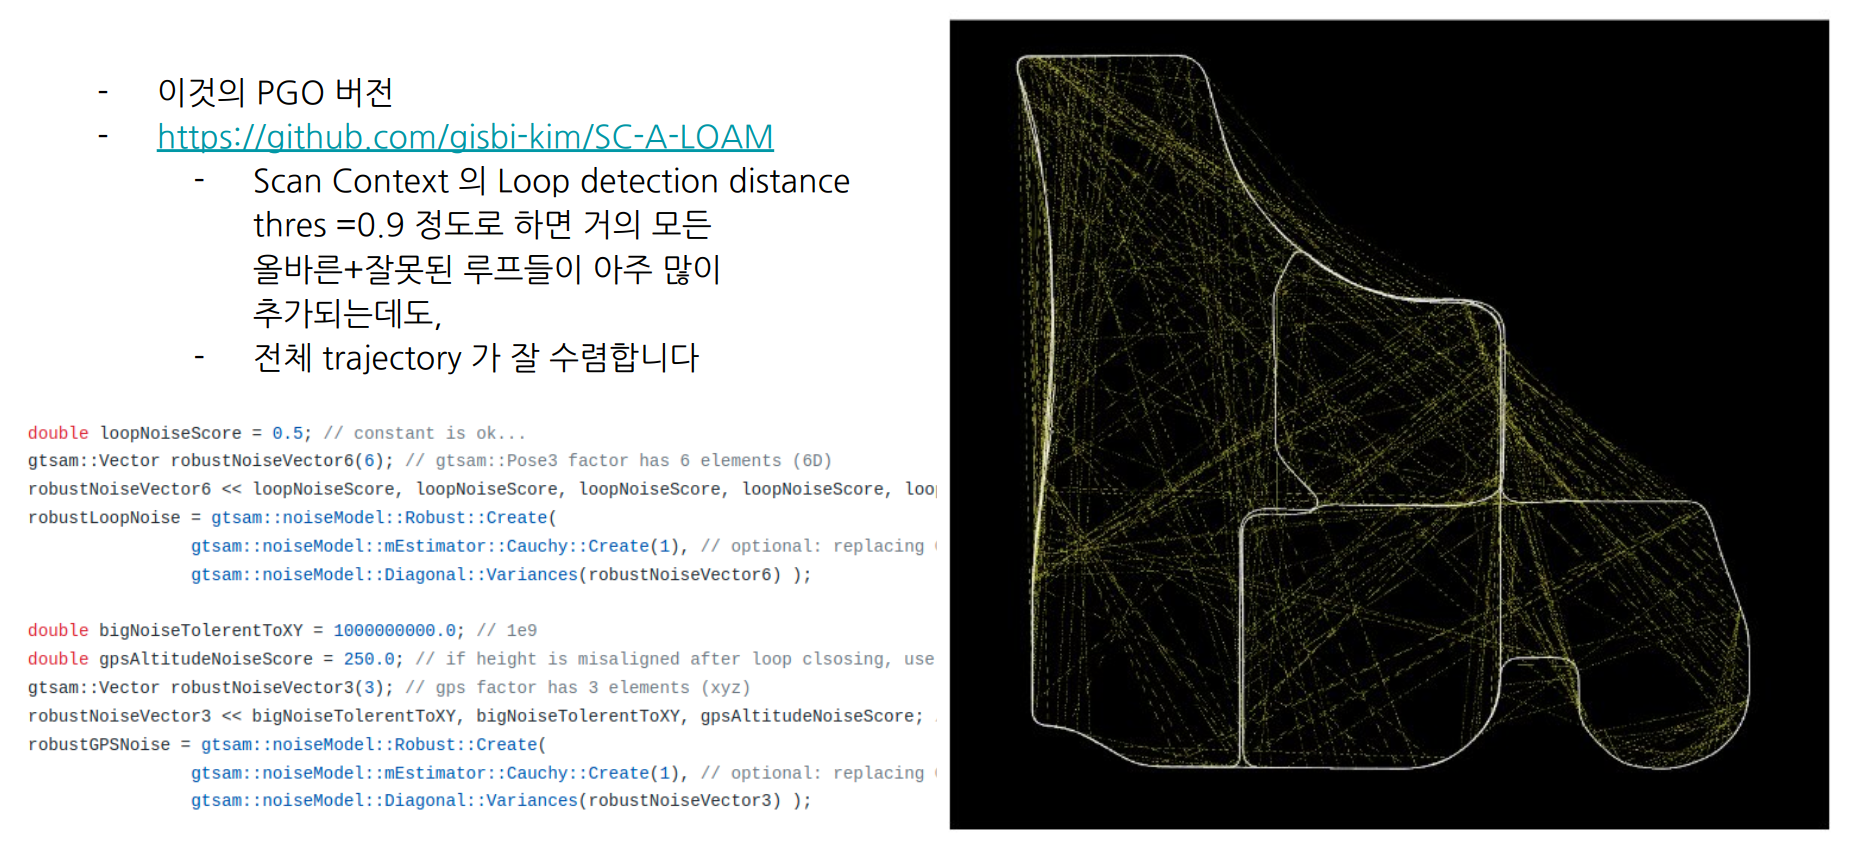 - 이것의 PGO 버전
- https://github.com/gisbi-kim/SC-A-LOAM
- Scan Context 의 Loop detection distance
thres =0.9 정도로 하면 거의 모든
올바른+잘못된 루프들이 아주 많이
추가되는데도,
- 전체 trajectory 가 잘 수렴합니다
double loopNoiseScore = 0.5; // constant is ok...
gtsam::Vector robustNoiseVector6(6); // gtsam::Pose3 factor has 6 elements (6D)
robustNoiseVector6 << loopNoiseScore, loopNoiseScore, loopNoiseScore, loopNoiseScore, loo
robustLoopNoise = gtsam::noiseModel::Robust::Create(
gtsam::noiseModel::mEstimator::Cauchy::Create(1), // optional: replacing
gtsam::noiseModel::Diagonal::Variances(robustNoiseVector6) );
double bigNoiseTolerentToXY = 1000000000.0; // 1e9
double gpsAltitudeNoiseScore = 250.0; // if height is misaligned after loop clsosing, use
gtsam::Vector robustNoiseVector3(3); // gps factor has 3 elements (xyz)
robustNoiseVector3 << bigNoiseTolerentToXY, bigNoiseTolerentToXY, gpsAltitudeNoiseScore;
robustGPSNoise = gtsam::noiseModel::Robust::Create(
gtsam::noiseModel::mEstimator::Cauchy::Create(1), // optional: replacing
gtsam::noiseModel::Diagonal::Variances(robustNoiseVector3) );